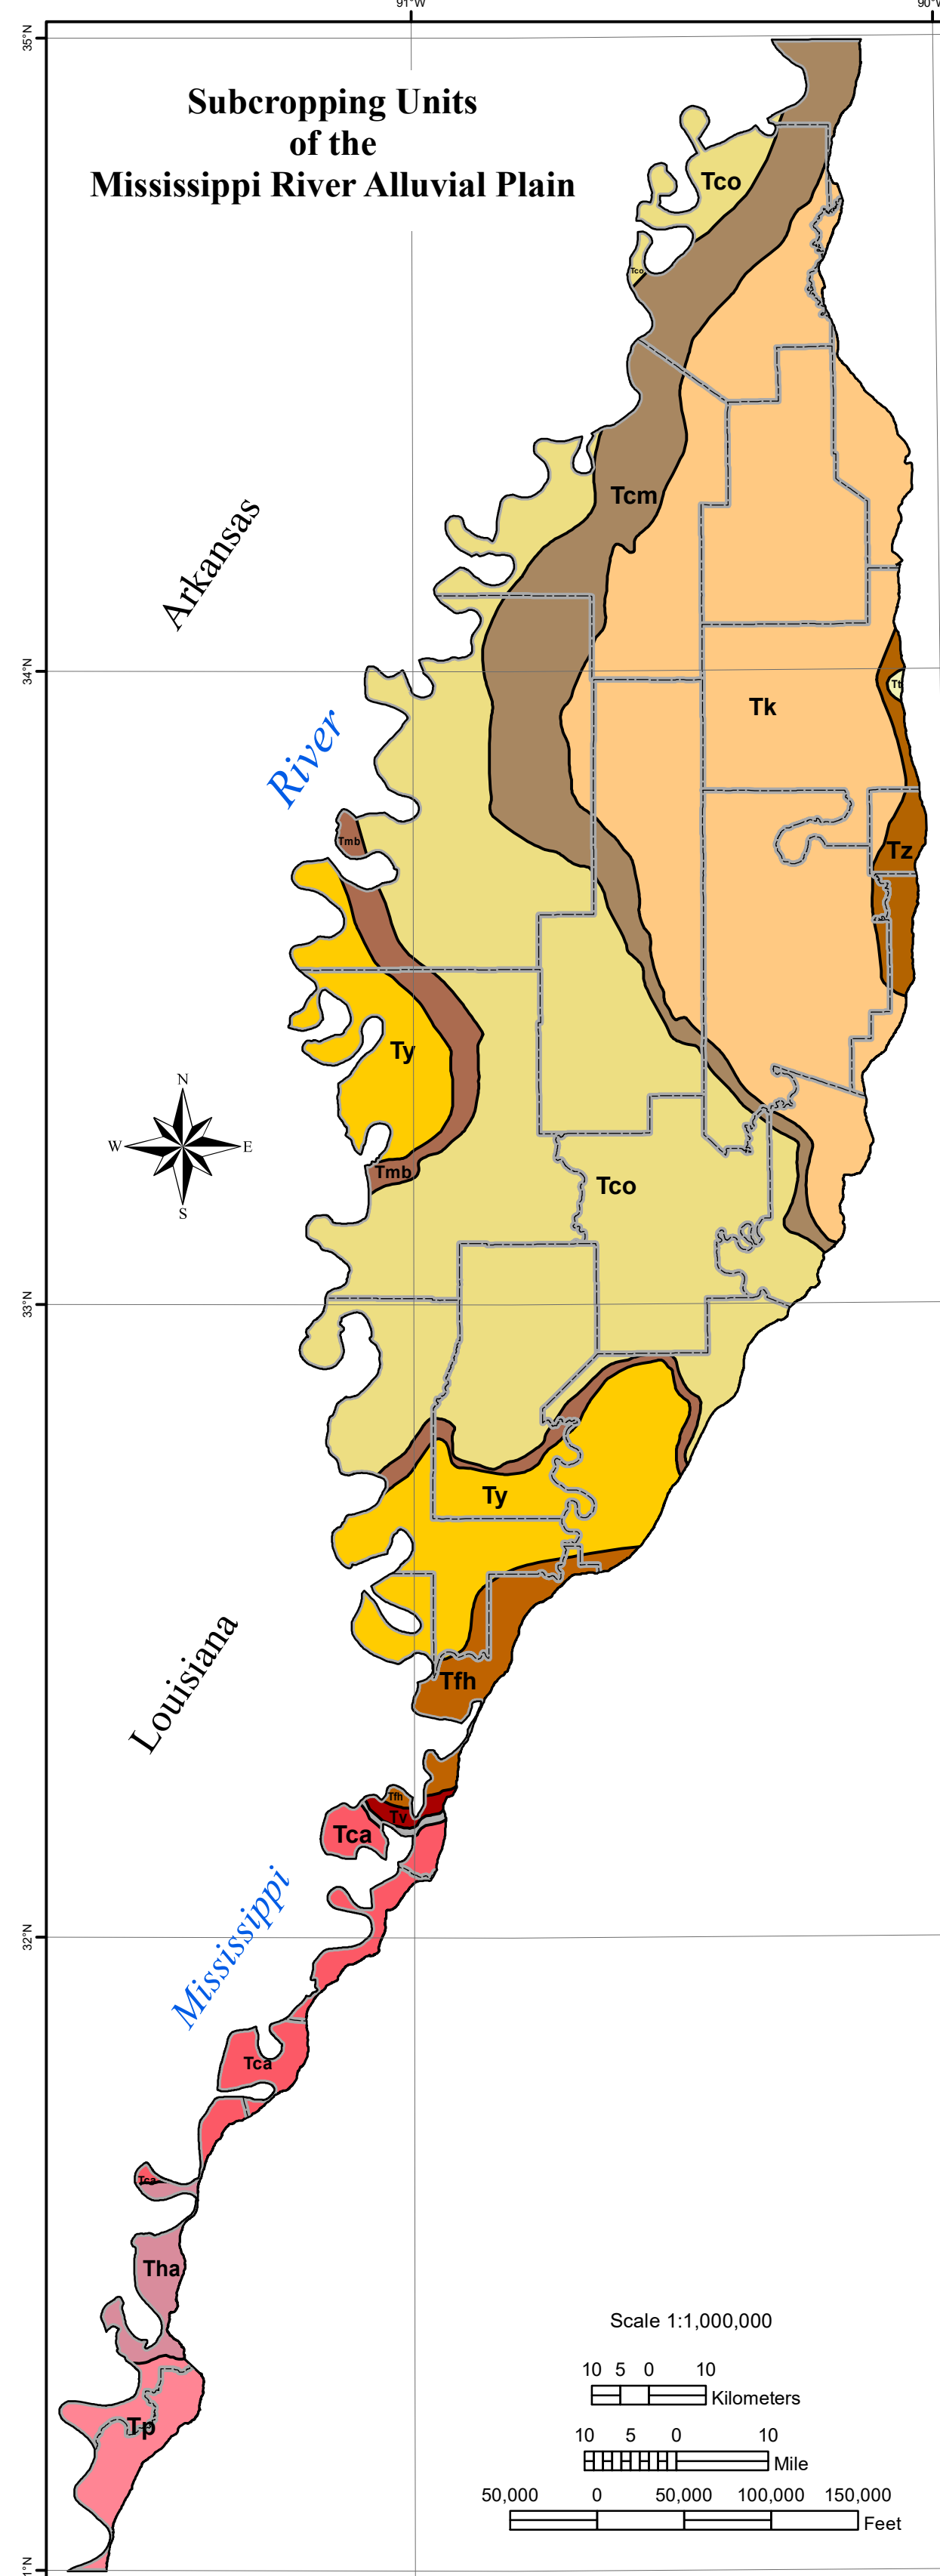 91°W
90°W
35°N
Subcropping Units
of the
Mississippi River Alluvial Plain
Tco
Tco
Tcm
Arkansas
34°N
Tt
Tk
River
Tmb
Tz
Ty
N
W
E
S
Tmb
Tco
33°N
Ty
Louisiana
Tfh
Tfh
Tv
Tca
Mississippi
32°N
Tca
Tca
Tha
Scale 1:1,000,000
10 5 0 10
Kilometers
Tp
10 5 0 10
Mile
50,000 0 50,000 100,000 150,000
Feet
1°N